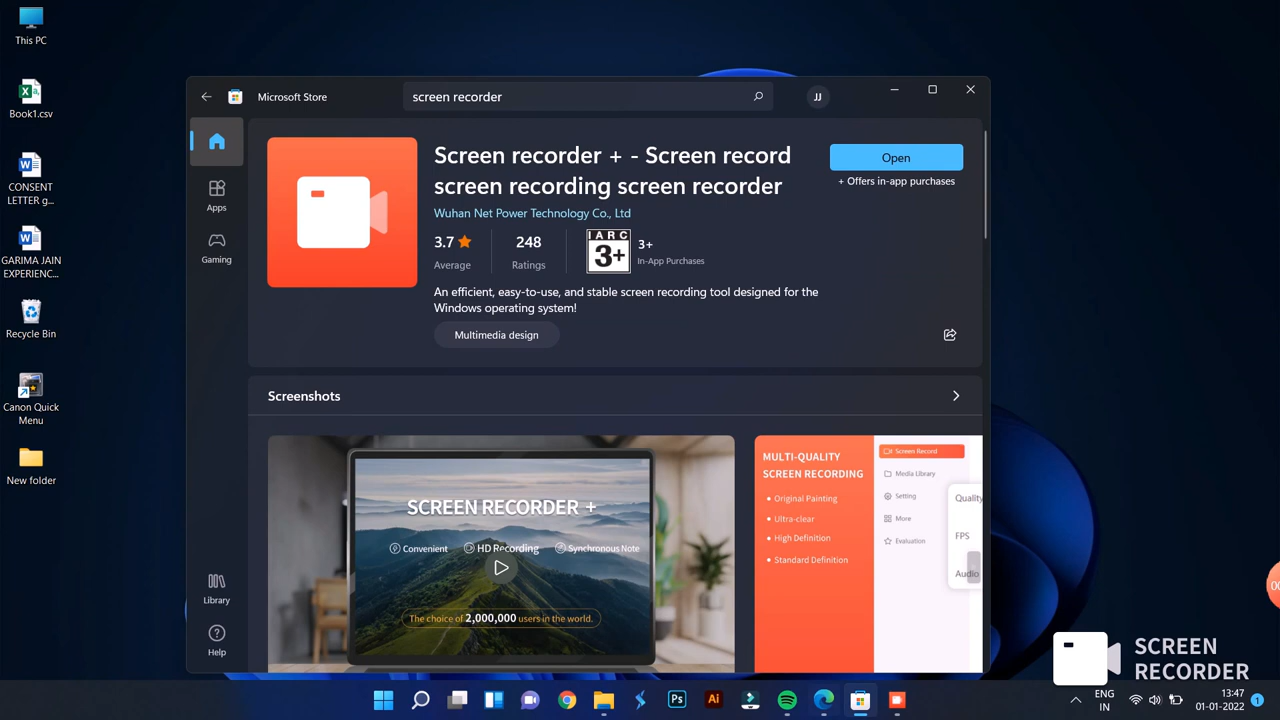 This PC
Book1.csv
CONSENT
LETTER g...
GARIMA JAIN
EXPERIENC...
Recycle Bin
Canon Quick
Menu
New folder
Microsoft Store
screen recorder
JJ
Apps
Gaming
Library
Help
Screen recorder + - Screen record
screen recording screen recorder
Wuhan Net Power Technology Co., Ltd
Open
+ Offers in-app purchases
3.7
Average
248
Ratings
IARC
3+
3+
In-App Purchases
An efficient, easy-to-use, and stable screen recording tool designed for the
Windows operating system!
Multimedia design
Screenshots
SCREEN RECORDER +
Convenient HD Recording Synchronous Note
The choice of 2,000,000 users in the world.
MULTI-QUALITY
SCREEN RECORDING
• Original Painting
• Ultra-clear
• High Definition
• Standard Definition
Screen Record
Media Library
Setting
More
Evaluation
Quality
FPS
Audio
00
SCREEN
RECORDER
Ps
Ai
ENG
IN
13:47
01-01-2022
1